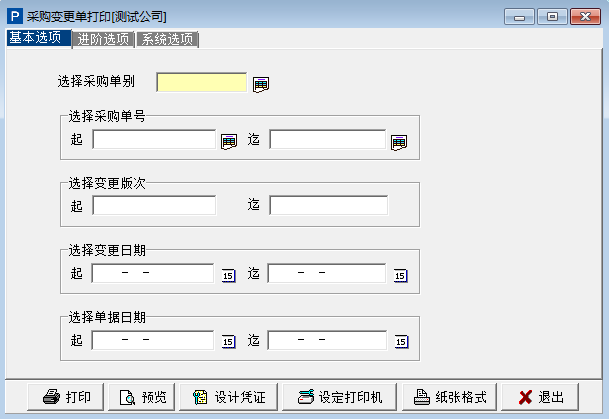 P 采购变更单打印[测试公司]
基本选项 进阶选项 系统选项
选择采购单别
选择采购单号
起 迄
选择变更版次
起 迄
选择变更日期
起 - - 15 迄 - - 15
选择单据日期
起 - - 15 迄 - - 15
打印 预览 设计凭证 设定打印机 纸张格式 退出